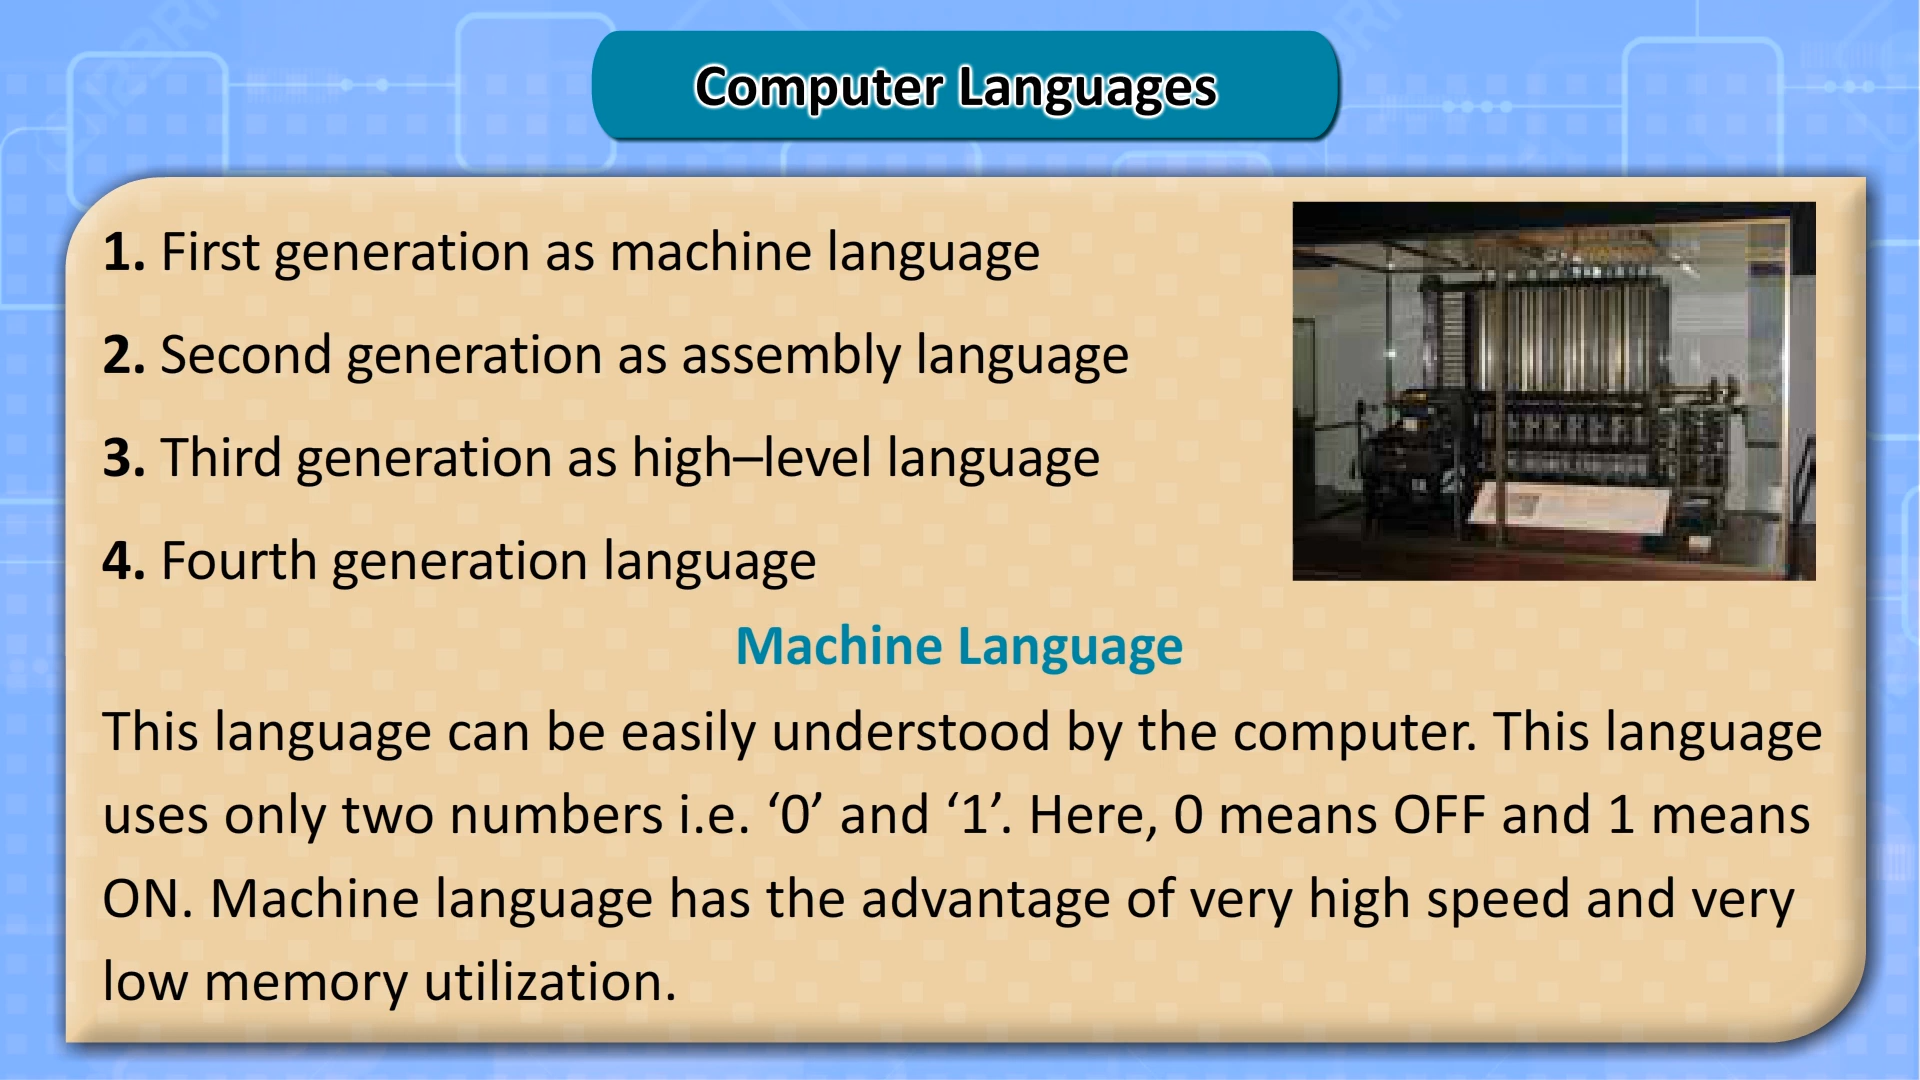 Computer Languages
1. First generation as machine language
2. Second generation as assembly language
3. Third generation as high–level language
4. Fourth generation language
Machine Language
This language can be easily understood by the computer. This language
uses only two numbers i.e. ‘0’ and ‘1’. Here, 0 means OFF and 1 means
ON. Machine language has the advantage of very high speed and very
low memory utilization.